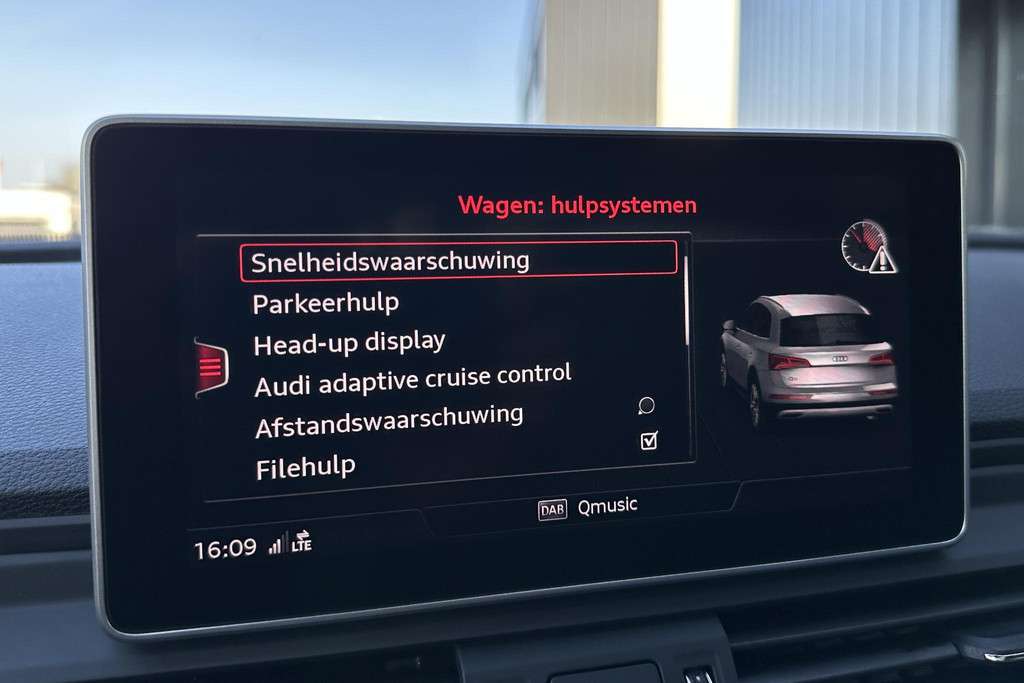 Wagen: hulpsystemen
Snelheidswaarschuwing
Parkeerhulp
Head-up display
Audi adaptive cruise control
Afstandswaarschuwing
Filehulp
DAB Qmusic
16:09 LTE